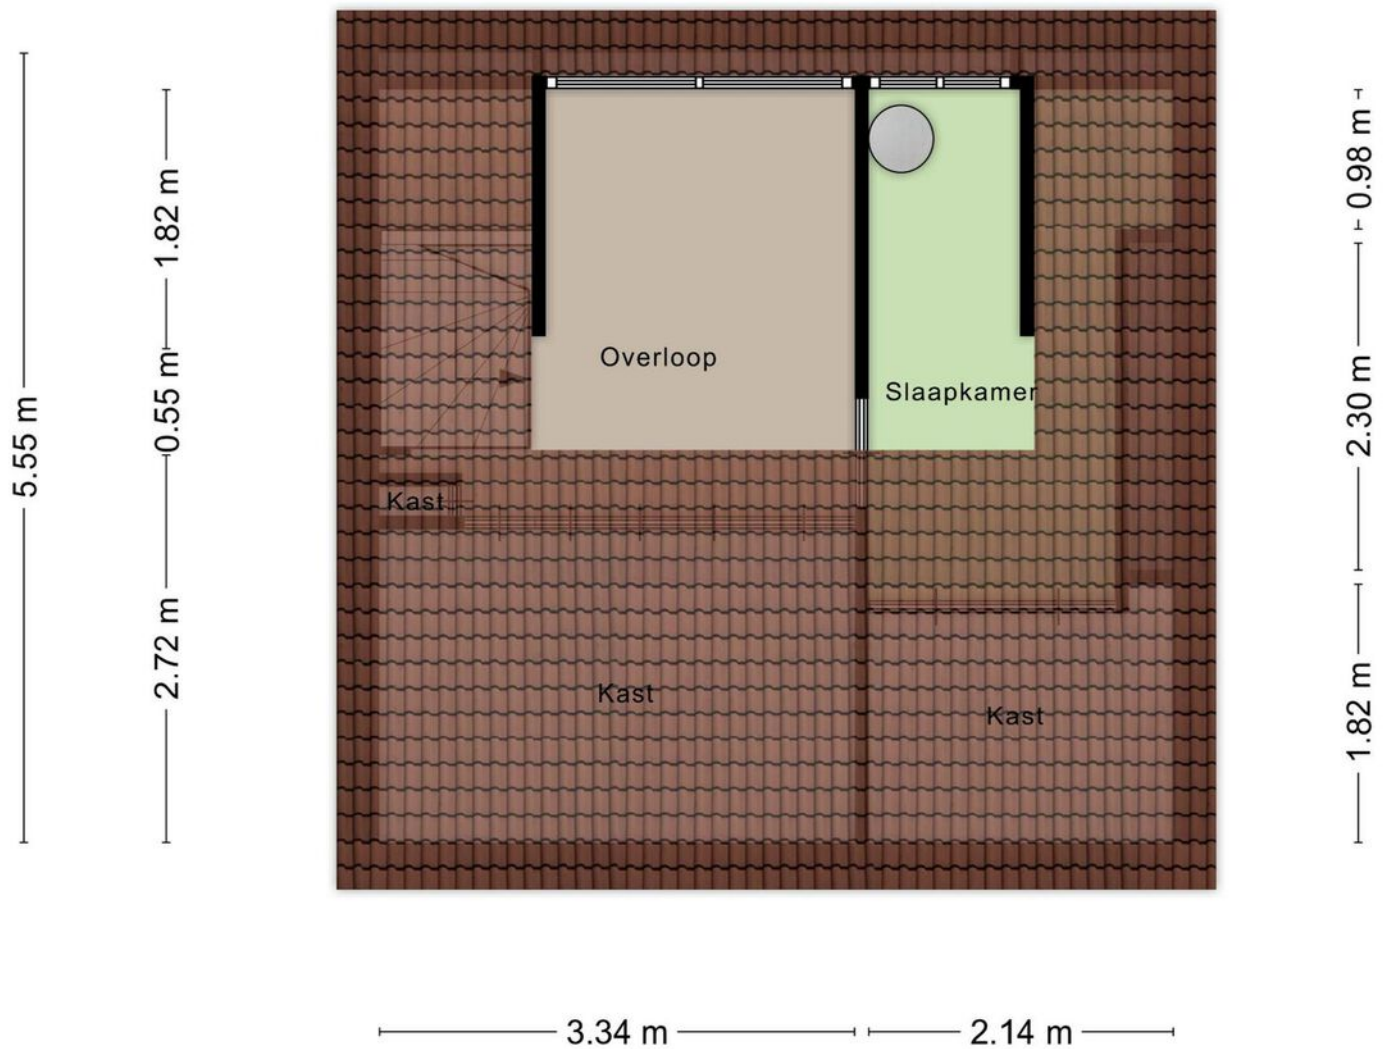 0.98 m
1.82 m
Overloop
0.55 m
Slaapkamer
2.30 m
5.55 m
Kast
2.72 m
Kast
Kast
1.82 m
3.34 m
2.14 m